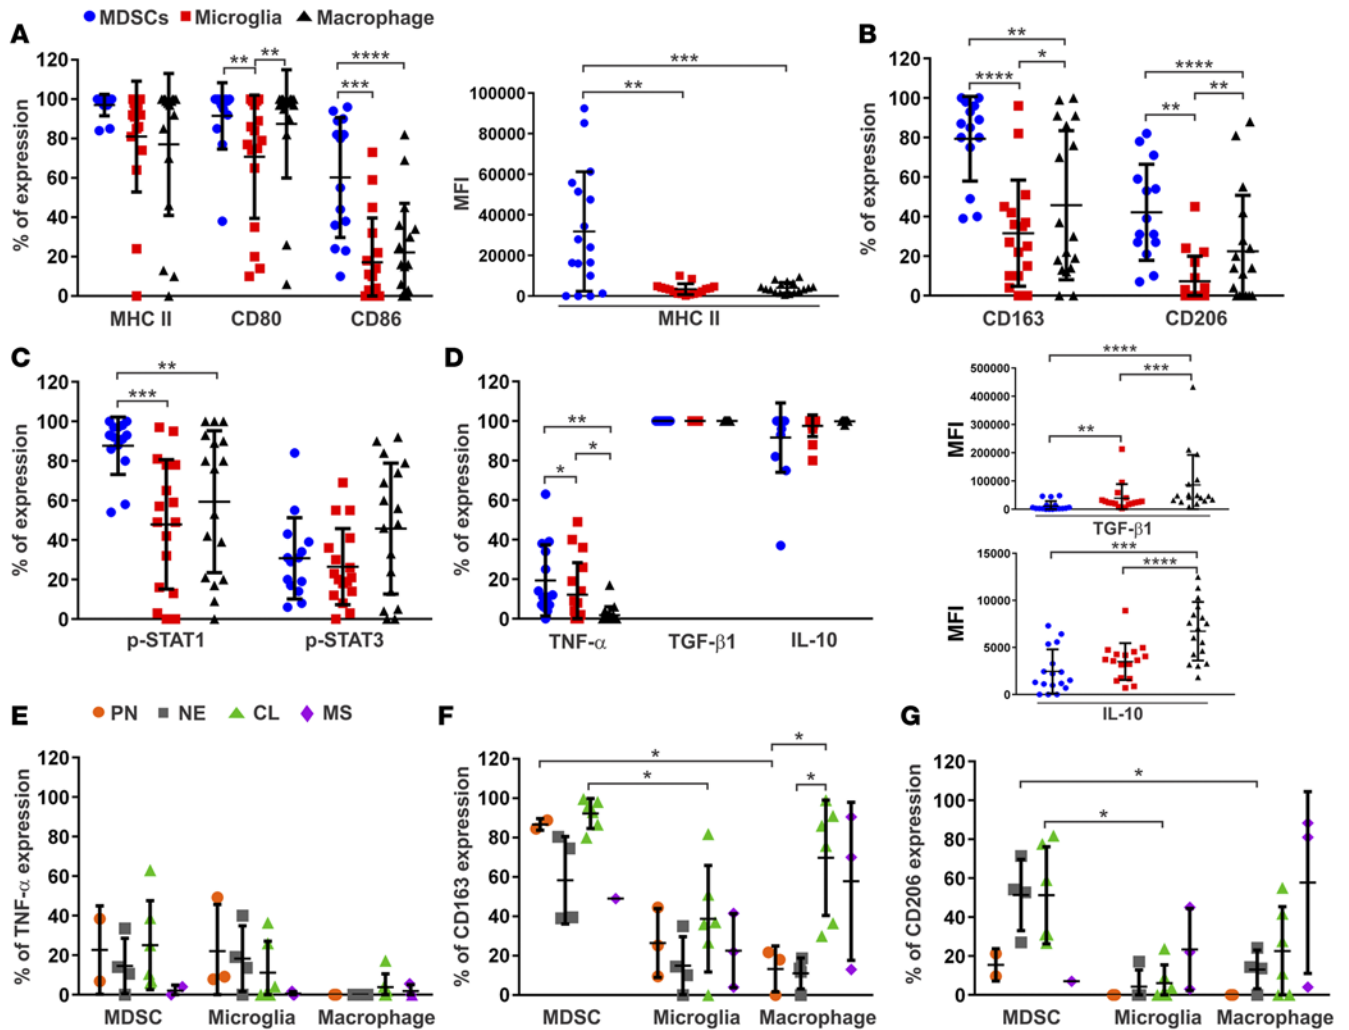 MDSCs Microglia Macrophage
A
% of expression
120
100
80
60
40
20
0
** ** **** ***
MHC II CD80 CD86
MFI
100000
80000
60000
40000
20000
0
*** **
MHC II
B
% of expression
120
100
80
60
40
20
0
** * **** **** ** **
CD163 CD206
C
% of expression
120
100
80
60
40
20
0
** ***
p-STAT1 p-STAT3
D
% of expression
120
100
80
60
40
20
0
** * *
TNF-α TGF-β1 IL-10
MFI
500000
400000
300000
200000
100000
0
**** *** **
TGF-β1
MFI
15000
10000
5000
0
*** ****
IL-10
E
PN NE CL MS
% of TNF-α expression
120
100
80
60
40
20
0
MDSC Microglia Macrophage
F
% of CD163 expression
120
100
80
60
40
20
0
* * * *
MDSC Microglia Macrophage
G
% of CD206 expression
120
100
80
60
40
20
0
* *
MDSC Microglia Macrophage